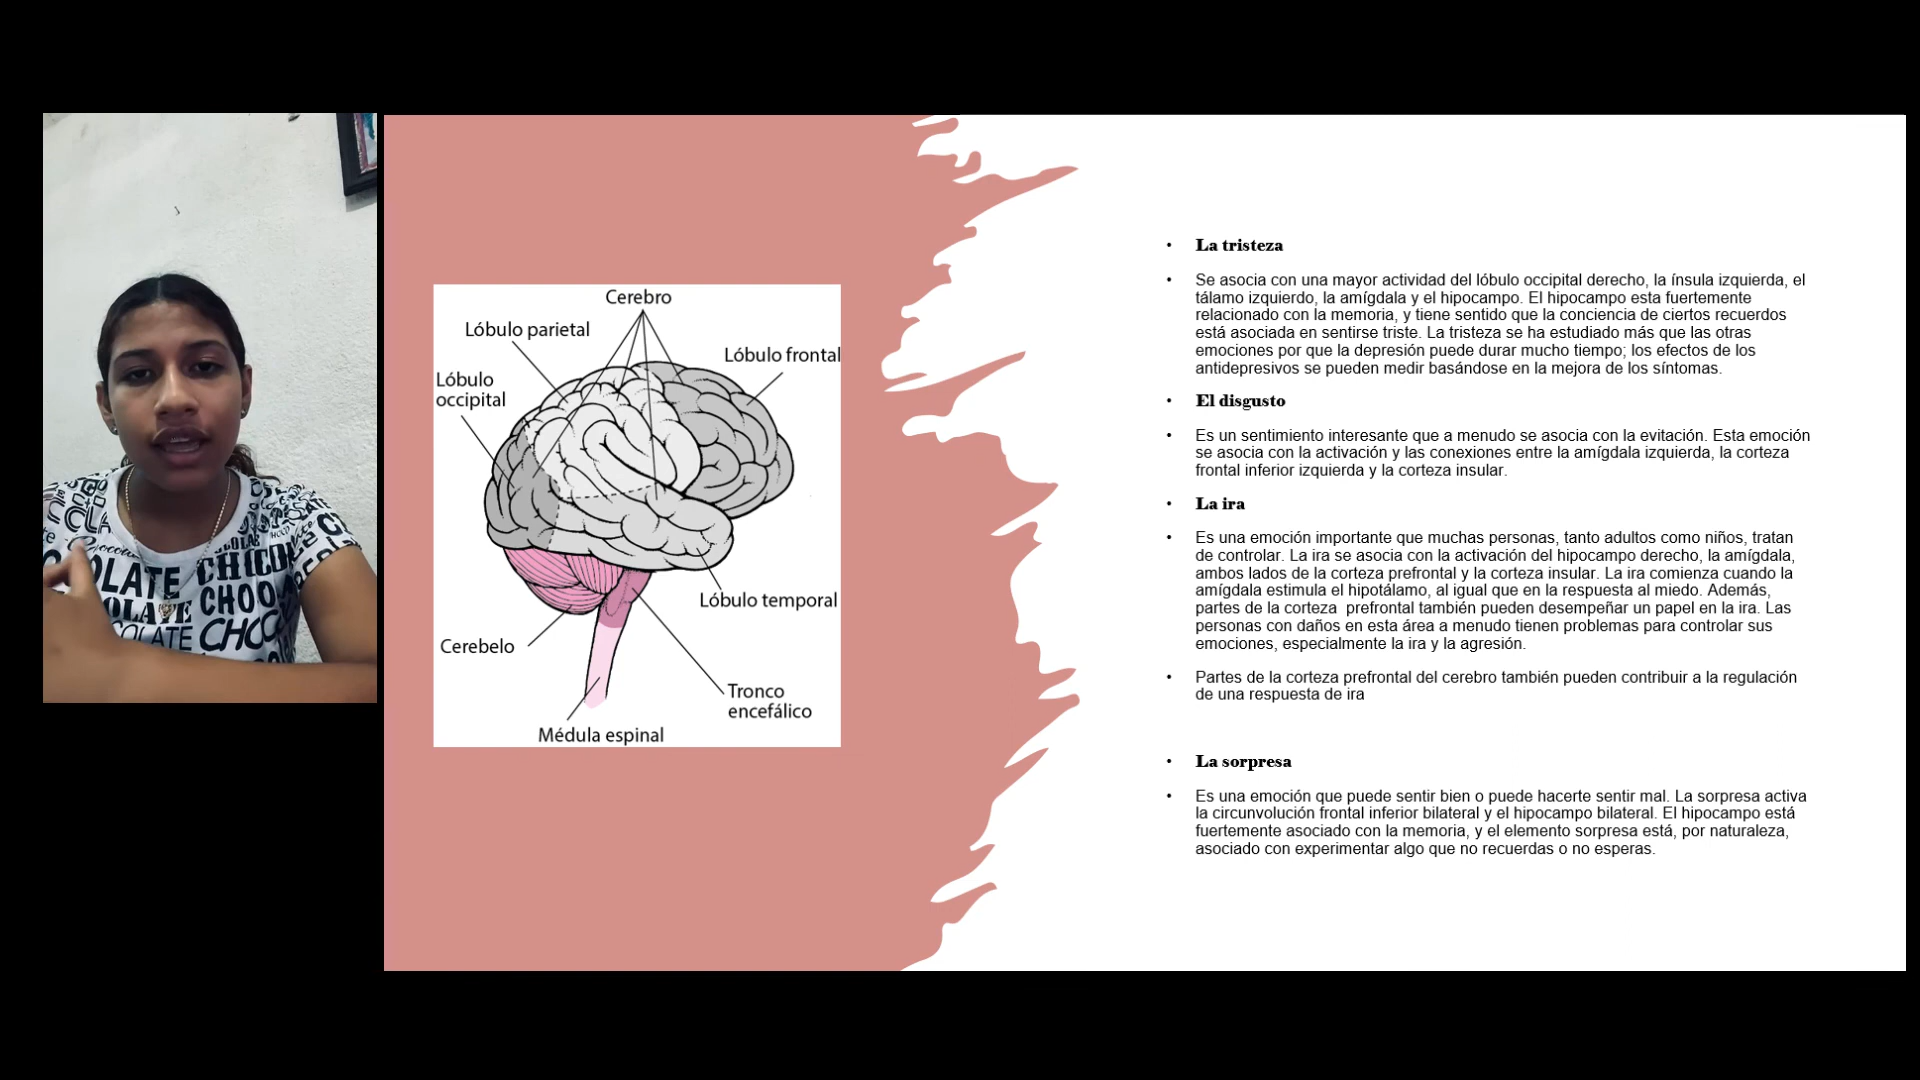 Cerebro
Lóbulo parietal
Lóbulo frontal
Lóbulo
occipital
Lóbulo temporal
Cerebelo
Tronco
encefálico
Médula espinal
• La tristeza
• Se asocia con una mayor actividad del lóbulo occipital derecho, la ínsula izquierda, el
tálamo izquierdo, la amígdala y el hipocampo. El hipocampo esta fuertemente
relacionado con la memoria, y tiene sentido que la conciencia de ciertos recuerdos
está asociada en sentirse triste. La tristeza se ha estudiado más que las otras
emociones por que la depresión puede durar mucho tiempo; los efectos de los
antidepresivos se pueden medir basándose en la mejora de los síntomas.
• El disgusto
• Es un sentimiento interesante que a menudo se asocia con la evitación. Esta emoción
se asocia con la activación y las conexiones entre la amígdala izquierda, la corteza
frontal inferior izquierda y la corteza insular.
• La ira
• Es una emoción importante que muchas personas, tanto adultos como niños, tratan
de controlar. La ira se asocia con la activación del hipocampo derecho, la amígdala,
ambos lados de la corteza prefrontal y la corteza insular. La ira comienza cuando la
amígdala estimula el hipotálamo, al igual que en la respuesta al miedo. Además,
partes de la corteza prefrontal también pueden desempeñar un papel en la ira. Las
personas con daños en esta área a menudo tienen problemas para controlar sus
emociones, especialmente la ira y la agresión.
• Partes de la corteza prefrontal del cerebro también pueden contribuir a la regulación
de una respuesta de ira
• La sorpresa
• Es una emoción que puede sentir bien o puede hacerte sentir mal. La sorpresa activa
la circunvolución frontal inferior bilateral y el hipocampo bilateral. El hipocampo está
fuertemente asociado con la memoria, y el elemento sorpresa está, por naturaleza,
asociado con experimentar algo que no recuerdas o no esperas.